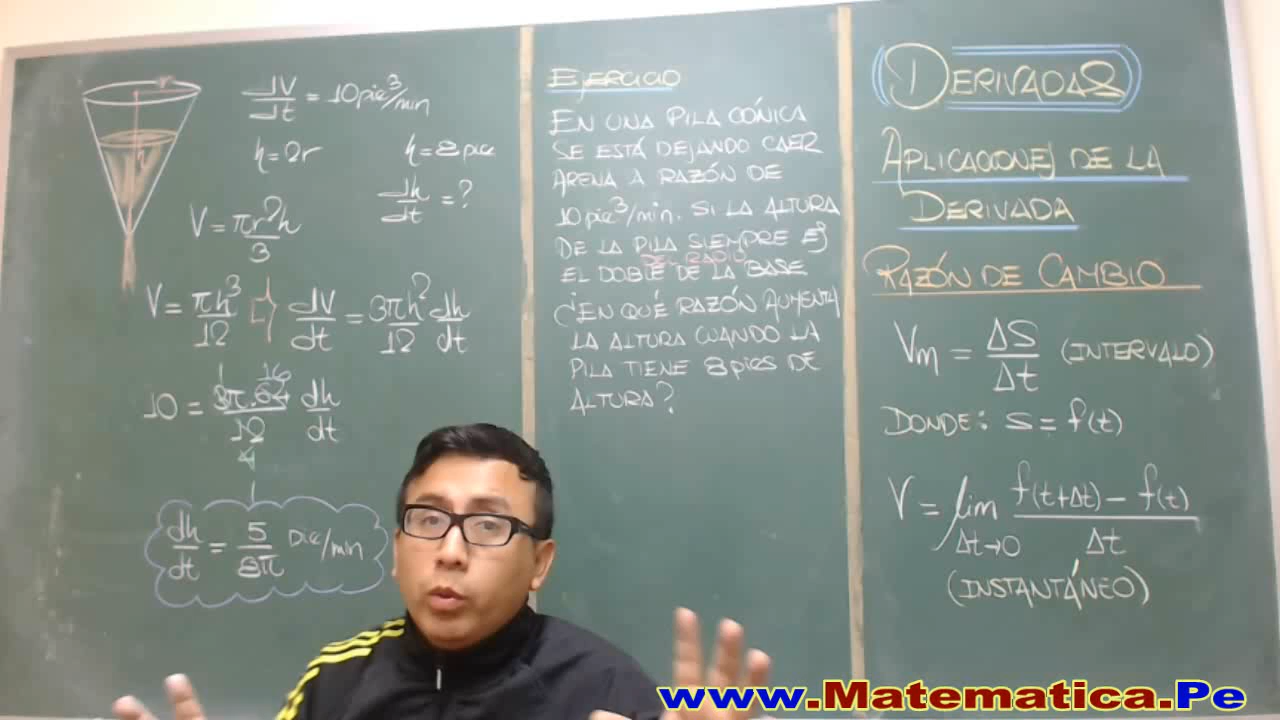 r
h
dV/dt = 10 pie³/min
h = 2r
h = 8 pie
dh/dt = ?
V = πr²h/3
V = πh³/12
dV/dt = 3πh²/12 dh/dt
10 = 3π.64/12 dh/dt
1
16
4
dh/dt = 5/8π pie/min
EJERCICIO
EN UNA PILA CÓNICA
SE ESTÁ DEJANDO CAER
ARENA A RAZÓN DE
10 pie³/min. SI LA ALTURA
DE LA PILA SIEMPRE ES
DEL RADIO
EL DOBLE DE LA BASE
¿EN QUÉ RAZÓN AUMENTA
LA ALTURA CUANDO LA
PILA TIENE 8 pies DE
ALTURA?
DERIVADAS
APLICACIONES DE LA
DERIVADA
RAZÓN DE CAMBIO
Vm = ΔS/Δt (INTERVALO)
DONDE: s = f(t)
V = lim Δt→0 f(t+Δt) - f(t)/Δt
(INSTANTÁNEO)
www.Matematica.Pe